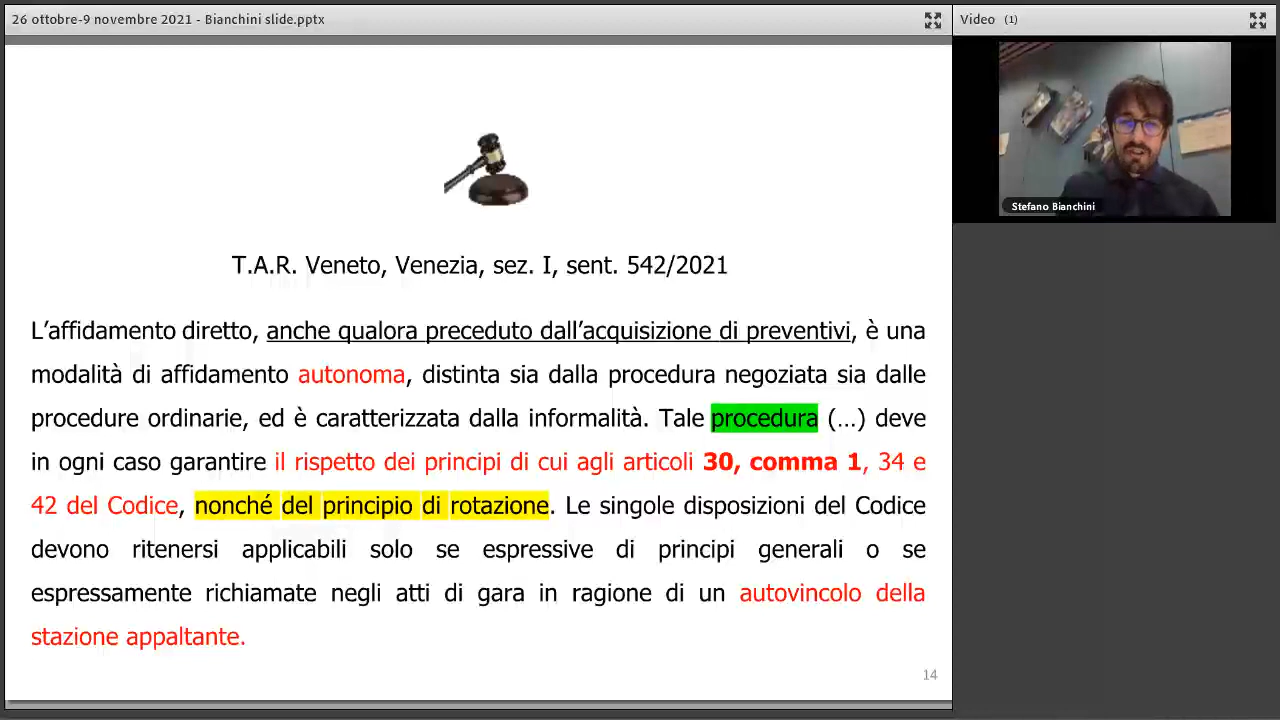 26 ottobre-9 novembre 2021 - Bianchini slide.pptx
Video (1)
Stefano Bianchini
T.A.R. Veneto, Venezia, sez. I, sent. 542/2021
L’affidamento diretto, anche qualora preceduto dall’acquisizione di preventivi, è una
modalità di affidamento autonoma, distinta sia dalla procedura negoziata sia dalle
procedure ordinarie, ed è caratterizzata dalla informalità. Tale procedura (…) deve
in ogni caso garantire il rispetto dei principi di cui agli articoli 30, comma 1, 34 e
42 del Codice, nonché del principio di rotazione. Le singole disposizioni del Codice
devono ritenersi applicabili solo se espressive di principi generali o se
espressamente richiamate negli atti di gara in ragione di un autovincolo della
stazione appaltante.
14